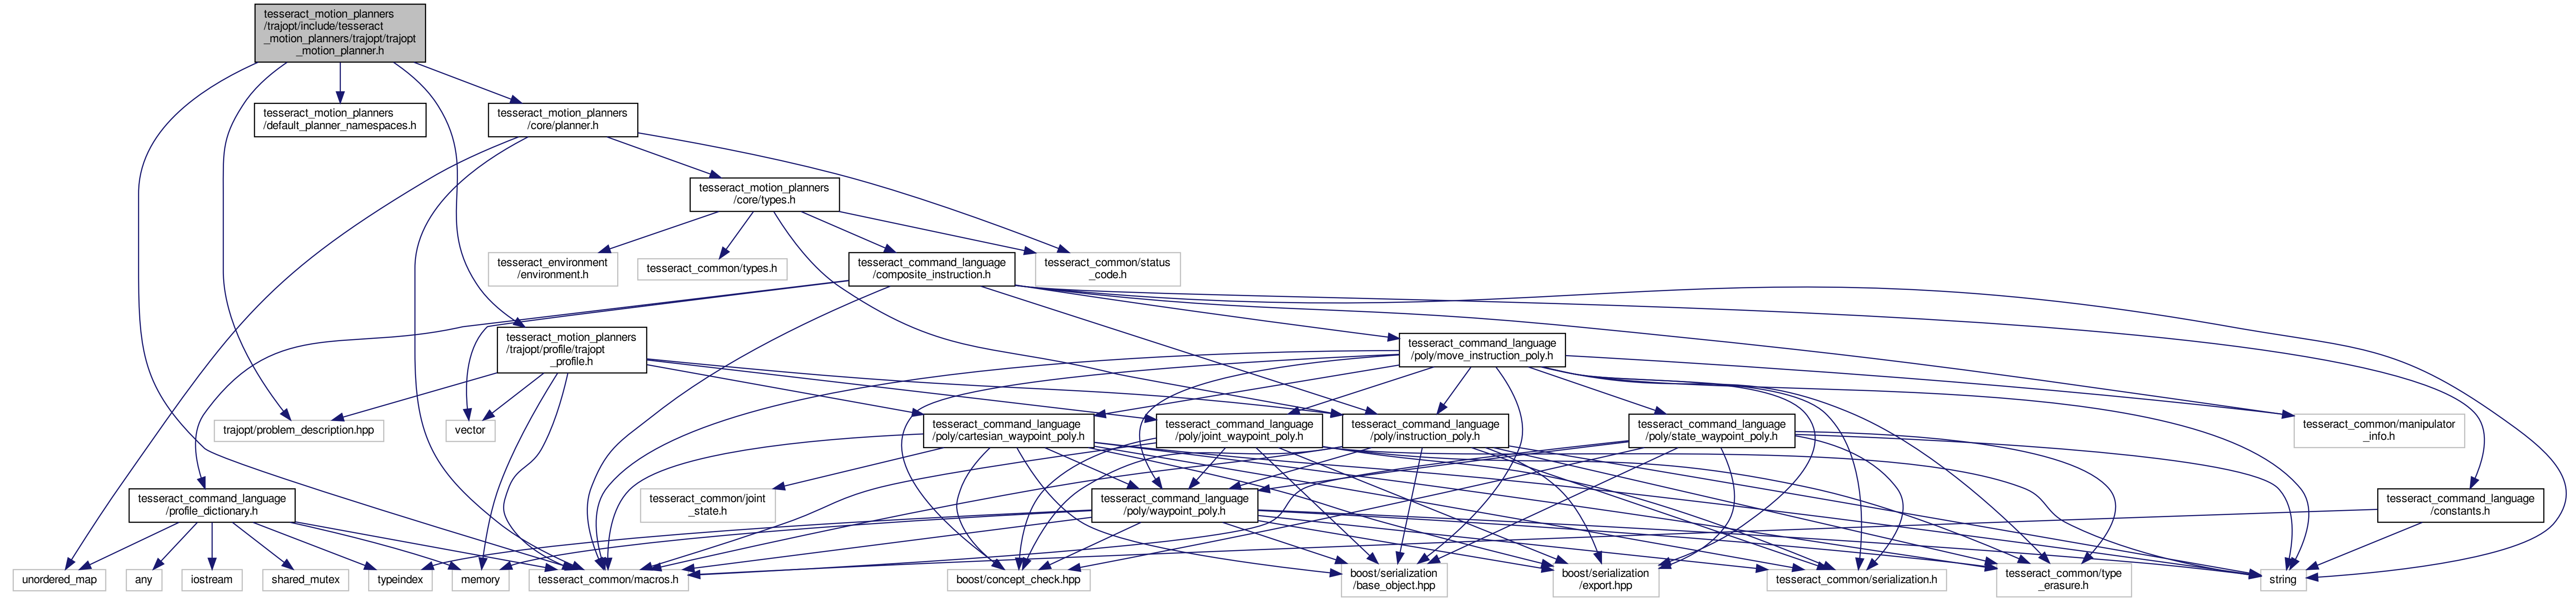 tesseract_motion_planners
/trajopt/include/tesseract
_motion_planners/trajopt/trajopt
_motion_planner.h
tesseract_motion_planners
/default_planner_namespaces.h
tesseract_motion_planners
/core/planner.h
tesseract_motion_planners
/core/types.h
tesseract_environment
/environment.h
tesseract_common/types.h
tesseract_command_language
/composite_instruction.h
tesseract_common/status
_code.h
tesseract_motion_planners
/trajopt/profile/trajopt
_profile.h
tesseract_command_language
/poly/move_instruction_poly.h
trajopt/problem_description.hpp
vector
tesseract_command_language
/poly/cartesian_waypoint_poly.h
tesseract_command_language
/poly/joint_waypoint_poly.h
tesseract_command_language
/poly/instruction_poly.h
tesseract_command_language
/poly/state_waypoint_poly.h
tesseract_common/manipulator
_info.h
tesseract_command_language
/profile_dictionary.h
tesseract_common/joint
_state.h
tesseract_command_language
/poly/waypoint_poly.h
tesseract_command_language
/constants.h
unordered_map
any
iostream
shared_mutex
typeindex
memory
tesseract_common/macros.h
boost/concept_check.hpp
boost/serialization
/base_object.hpp
boost/serialization
/export.hpp
tesseract_common/serialization.h
tesseract_common/type
_erasure.h
string